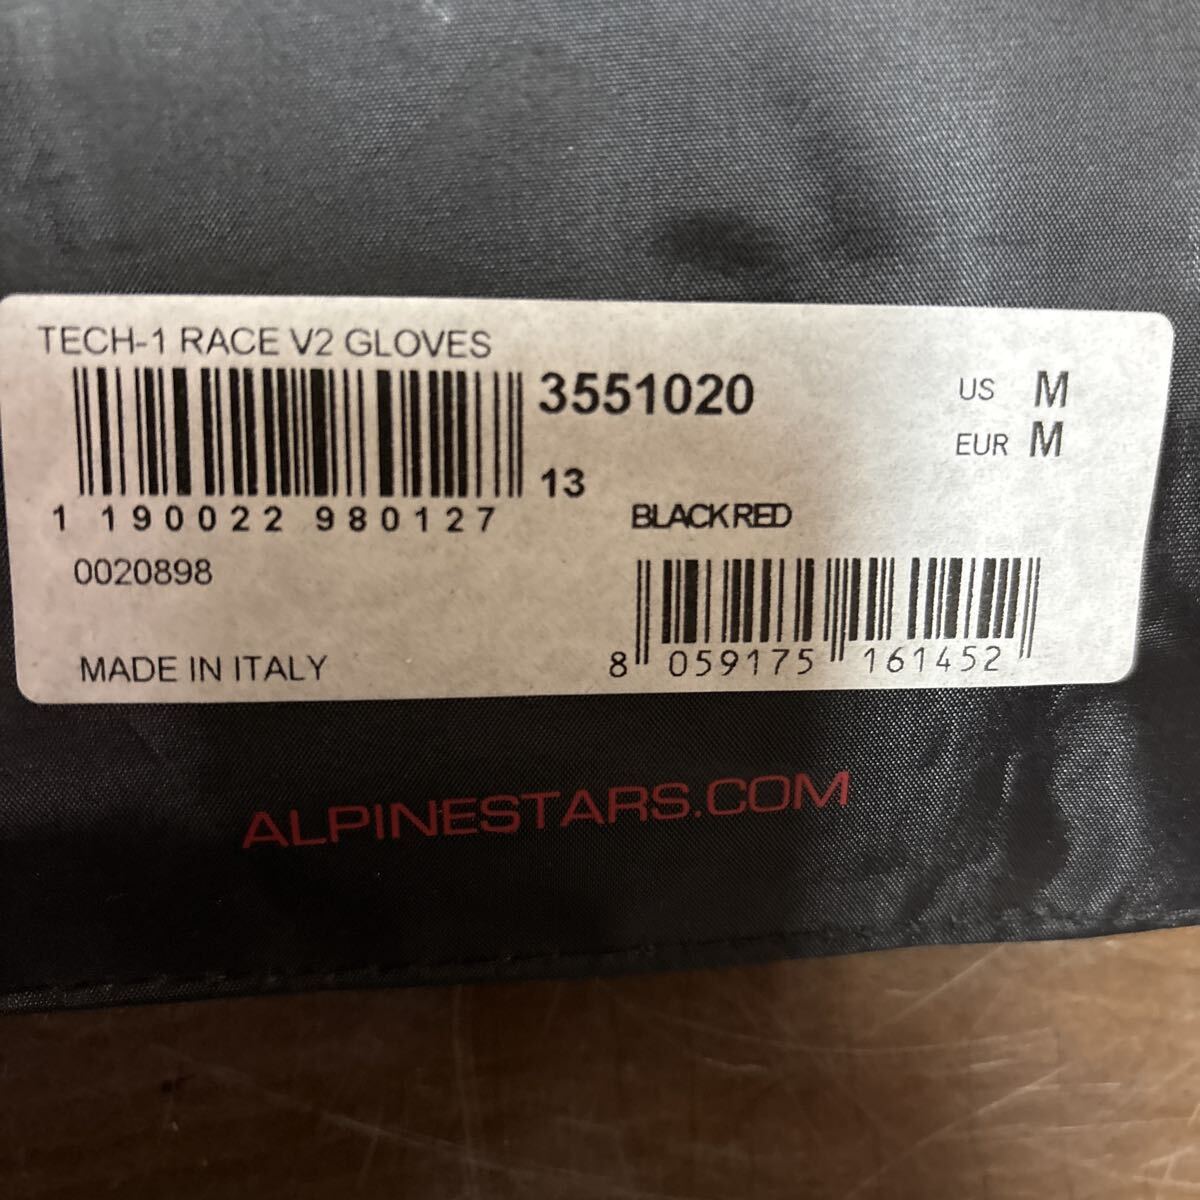 TECH-1 RACE V2 GLOVES
3551020
US M
EUR M
13
1 190022 980127
BLACK RED
0020898
8 059175 161452
MADE IN ITALY
ALPINESTARS.COM